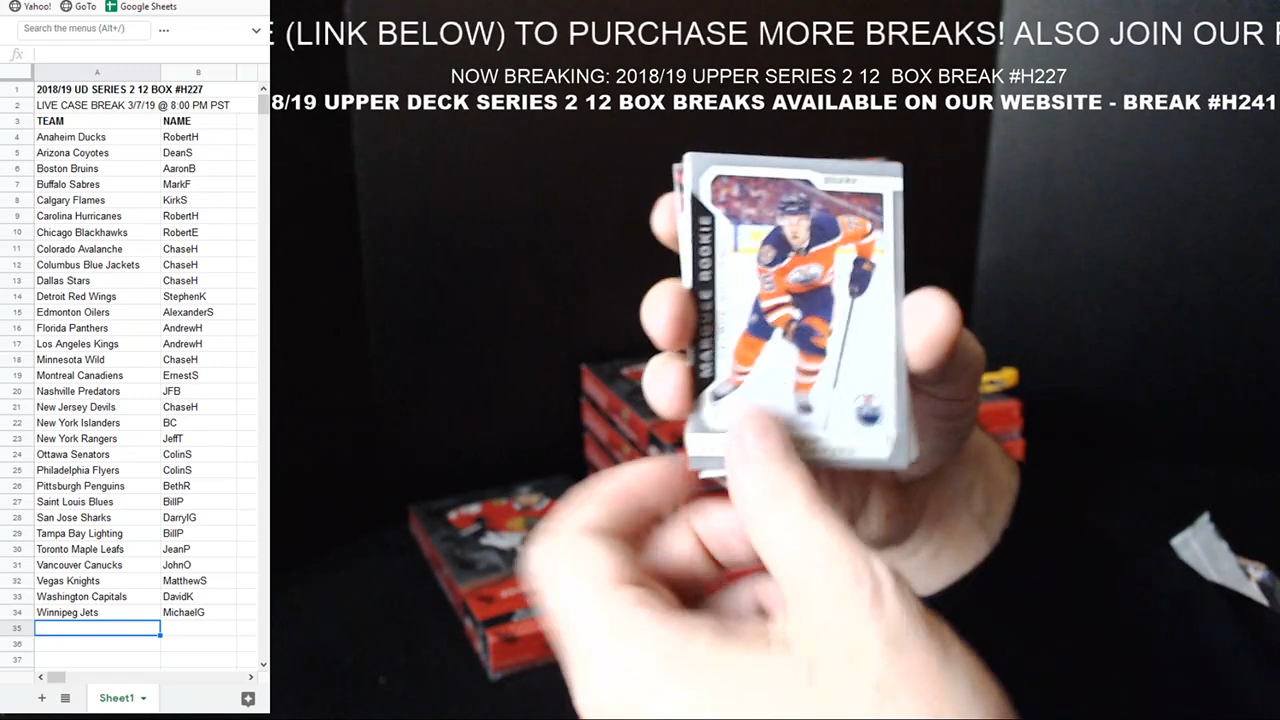 Yahoo! GoTo Google Sheets
Search the menus (Alt+/)
fx
A B
1 2018/19 UD SERIES 2 12 BOX #H227
2 LIVE CASE BREAK 3/7/19 @ 8:00 PM PST
3 TEAM NAME
4 Anaheim Ducks RobertH
5 Arizona Coyotes DeanS
6 Boston Bruins AaronB
7 Buffalo Sabres MarkF
8 Calgary Flames KirkS
9 Carolina Hurricanes RobertH
10 Chicago Blackhawks RobertE
11 Colorado Avalanche ChaseH
12 Columbus Blue Jackets ChaseH
13 Dallas Stars ChaseH
14 Detroit Red Wings StephenK
15 Edmonton Oilers AlexanderS
16 Florida Panthers AndrewH
17 Los Angeles Kings AndrewH
18 Minnesota Wild ChaseH
19 Montreal Canadiens ErnestS
20 Nashville Predators JFB
21 New Jersey Devils ChaseH
22 New York Islanders BC
23 New York Rangers JeffT
24 Ottawa Senators ColinS
25 Philadelphia Flyers ColinS
26 Pittsburgh Penguins BethR
27 Saint Louis Blues BillP
28 San Jose Sharks DarrylG
29 Tampa Bay Lighting BillP
30 Toronto Maple Leafs JeanP
31 Vancouver Canucks JohnO
32 Vegas Knights MatthewS
33 Washington Capitals DavidK
34 Winnipeg Jets MichaelG
35
36
37
Sheet1
(LINK BELOW) TO PURCHASE MORE BREAKS! ALSO JOIN OUR
NOW BREAKING: 2018/19 UPPER SERIES 2 12 BOX BREAK #H227
8/19 UPPER DECK SERIES 2 12 BOX BREAKS AVAILABLE ON OUR WEBSITE - BREAK #H241
MARQUEE ROOKIE